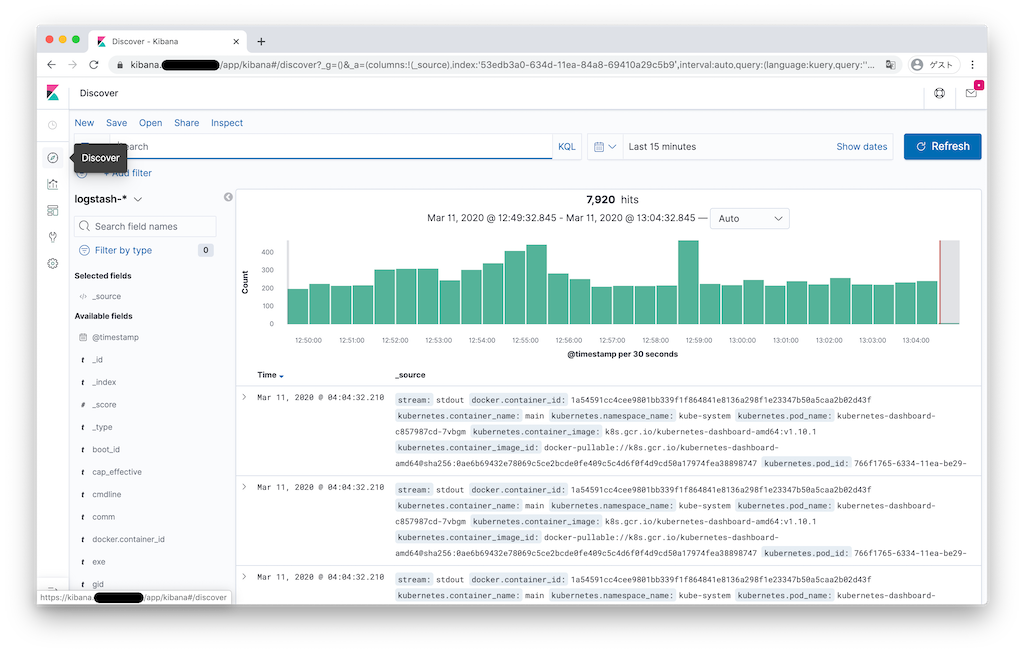 Discover - Kibana
kibana. /app/kibana#/discover?_g=()&_a=(columns:!(_source),index:'53edb3a0-634d-11ea-84a8-69410a29c5b9',interval:auto,query:(language:kuery,query:''... ゲスト
Discover
New Save Open Share Inspect
KQL Last 15 minutes Show dates Refresh
Discover
Add filter
logstash-*
7,920 hits
Mar 11, 2020 @ 12:49:32.845 - Mar 11, 2020 @ 13:04:32.845 — Auto
Search field names
Filter by type 0
Selected fields
</> _source
Available fields
@timestamp
t _id
t _index
# _score
t _type
t boot_id
t cap_effective
t cmdline
t comm
t docker.container_id
t exe
t gid
Count
400
300
200
100
0
12:50:00 12:51:00 12:52:00 12:53:00 12:54:00 12:55:00 12:56:00 12:57:00 12:58:00 12:59:00 13:00:00 13:01:00 13:02:00 13:03:00 13:04:00
@timestamp per 30 seconds
Time _source
Mar 11, 2020 @ 04:04:32.210 stream: stdout docker.container_id: 1a54591cc4cee9801bb339f1f864841e8136a298f1e23347b50a5caa2b02d43f
kubernetes.container_name: main kubernetes.namespace_name: kube-system kubernetes.pod_name: kubernetes-dashboard-
c857987cd-7vbgm kubernetes.container_image: k8s.gcr.io/kubernetes-dashboard-amd64:v1.10.1
kubernetes.container_image_id: docker-pullable://k8s.gcr.io/kubernetes-dashboard-
amd64@sha256:0ae6b69432e78069c5ce2bcde0fe409c5c4d6f0f4d9cd50a17974fea38898747 kubernetes.pod_id: 766f1765-6334-11ea-be29-
Mar 11, 2020 @ 04:04:32.210 stream: stdout docker.container_id: 1a54591cc4cee9801bb339f1f864841e8136a298f1e23347b50a5caa2b02d43f
kubernetes.container_name: main kubernetes.namespace_name: kube-system kubernetes.pod_name: kubernetes-dashboard-
c857987cd-7vbgm kubernetes.container_image: k8s.gcr.io/kubernetes-dashboard-amd64:v1.10.1
kubernetes.container_image_id: docker-pullable://k8s.gcr.io/kubernetes-dashboard-
amd64@sha256:0ae6b69432e78069c5ce2bcde0fe409c5c4d6f0f4d9cd50a17974fea38898747 kubernetes.pod_id: 766f1765-6334-11ea-be29-
Mar 11, 2020 @ 04:04:32.210 stream: stdout docker.container_id: 1a54591cc4cee9801bb339f1f864841e8136a298f1e23347b50a5caa2b02d43f
kubernetes.container_name: main kubernetes.namespace_name: kube-system kubernetes.pod_name: kubernetes-dashboard-
https://kibana. /app/kibana#/discover